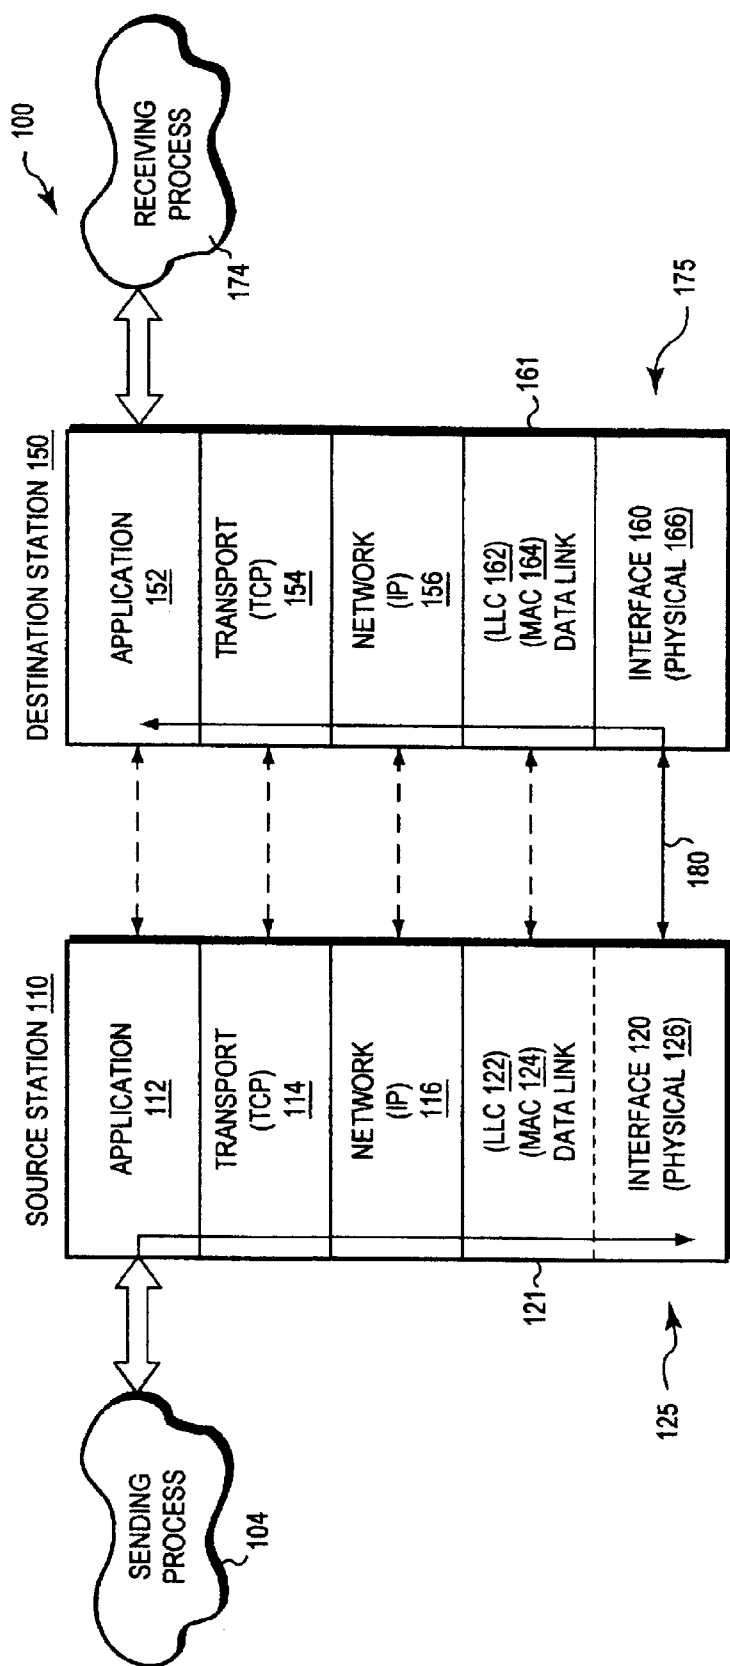 100
SENDING
PROCESS
104
SOURCE STATION 110
APPLICATION
112
TRANSPORT
(TCP)
114
NETWORK
(IP)
116
(LLC 122)
(MAC 124)
DATA LINK
INTERFACE 120
(PHYSICAL 126)
121
125
180
DESTINATION STATION 150
APPLICATION
152
TRANSPORT
(TCP)
154
NETWORK
(IP)
156
(LLC 162)
(MAC 164)
DATA LINK
INTERFACE 160
(PHYSICAL 166)
161
175
RECEIVING
PROCESS
174